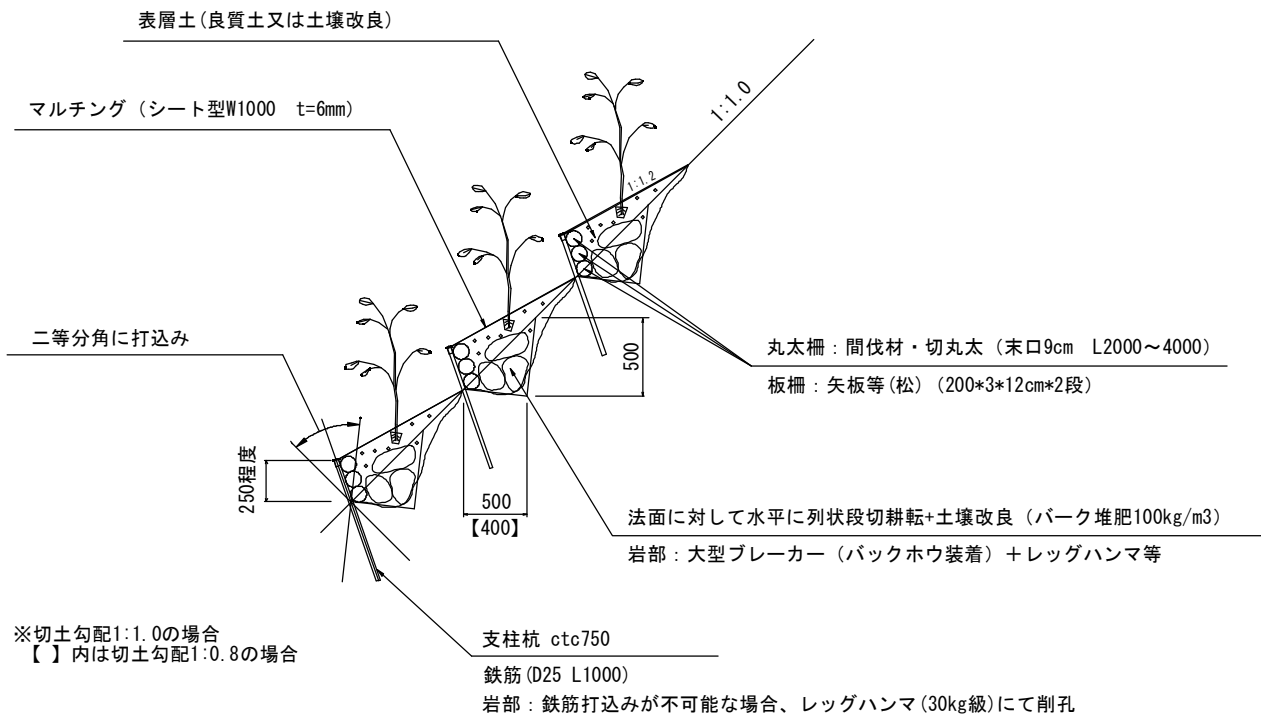 表層土(良質土又は土壌改良)
マルチング（シート型W1000　t=6mm）
1:1.0
1:1.2
二等分角に打込み
500
丸太柵：間伐材・切丸太（末口9cm　L2000～4000）
板柵：矢板等(松)（200*3*12cm*2段）
250程度
500
【400】
法面に対して水平に列状段切耕転+土壌改良（バーク堆肥100kg/m3）
岩部：大型ブレーカー（バックホウ装着）＋レッグハンマ等
※切土勾配1:1.0の場合
【 】内は切土勾配1:0.8の場合
支柱杭 ctc750
鉄筋(D25 L1000)
岩部：鉄筋打込みが不可能な場合、レッグハンマ(30kg級)にて削孔